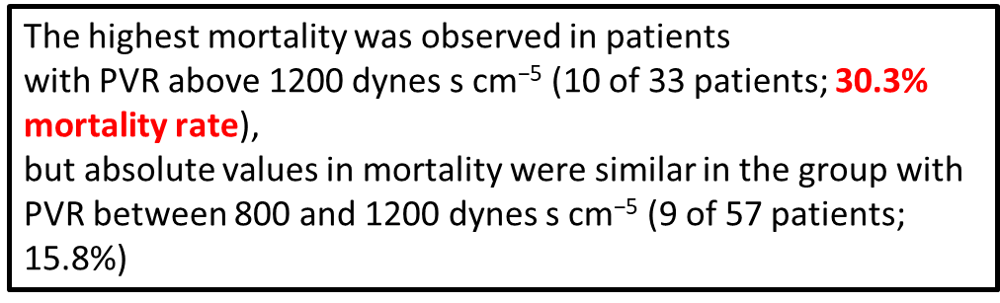 The highest mortality was observed in patients
with PVR above 1200 dynes s cm⁻⁵ (10 of 33 patients; 30.3%
mortality rate),
but absolute values in mortality were similar in the group with
PVR between 800 and 1200 dynes s cm⁻⁵ (9 of 57 patients;
15.8%)